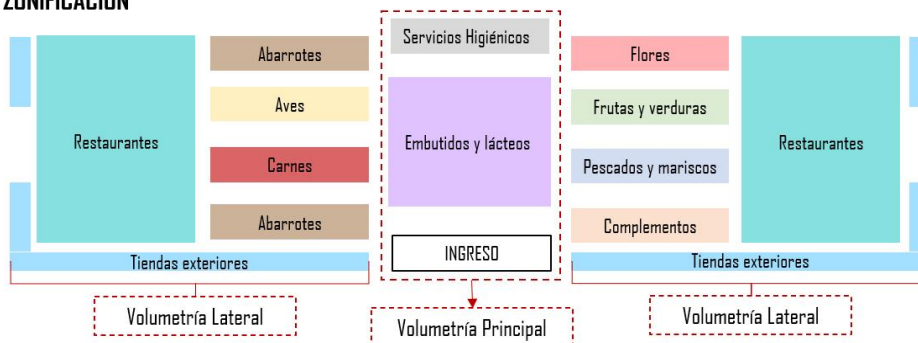 ZONIFICACIÓN
Servicios Higiénicos
Abarrotes
Flores
Aves
Frutas y verduras
Restaurantes
Embutidos y lácteos
Restaurantes
Carnes
Pescados y mariscos
Abarrotes
Complementos
INGRESO
Tiendas exteriores
Tiendas exteriores
Volumetría Lateral
Volumetría Principal
Volumetría Lateral